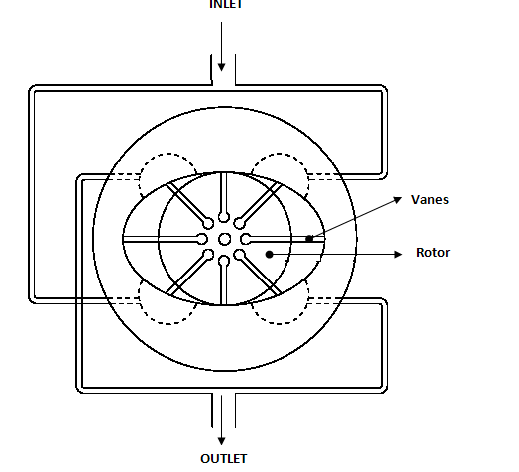 INLET
Vanes
Rotor
OUTLET